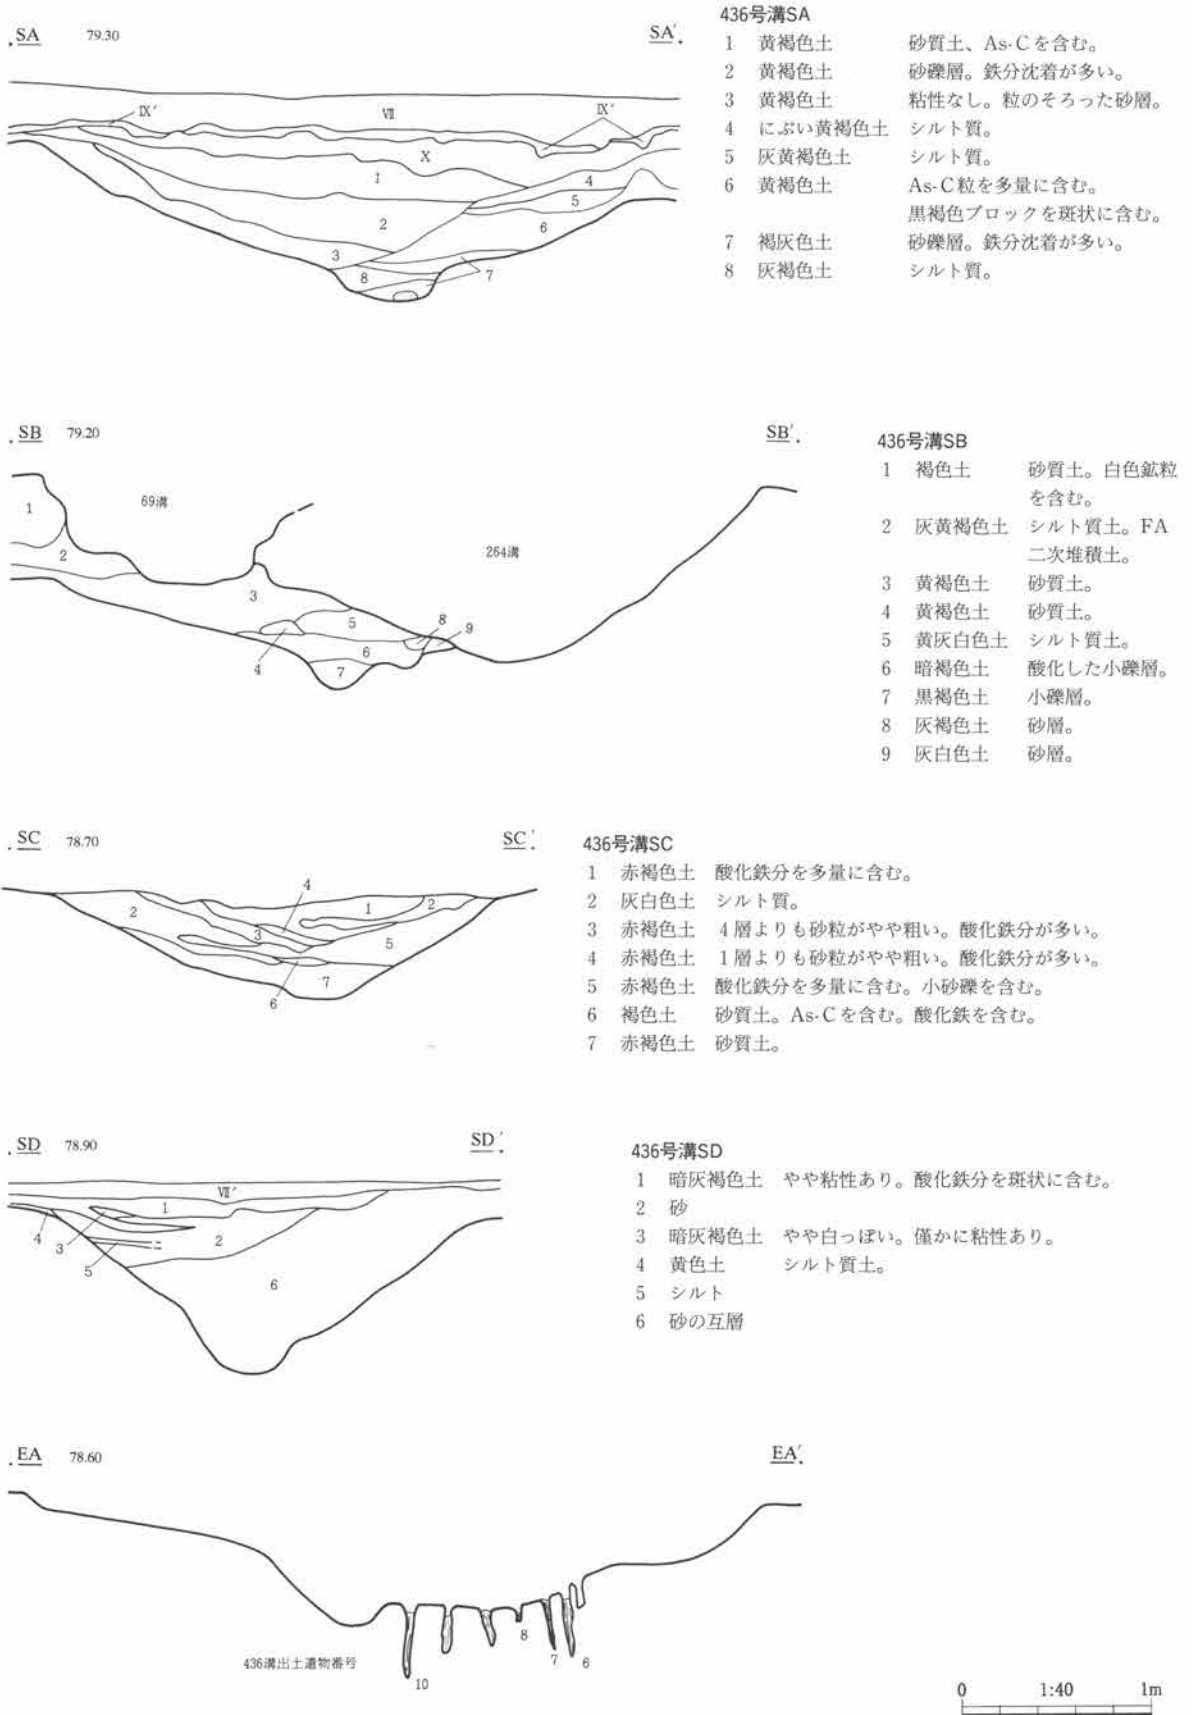 SA 79.30 SA′
Ⅸ′ Ⅶ Ⅸ′
X
1
4
5
2
6
3
8 7
436号溝SA
1 黄褐色土 砂質土、As-Cを含む。
2 黄褐色土 砂礫層。鉄分沈着が多い。
3 黄褐色土 粘性なし。粒のそろった砂層。
4 にぶい黄褐色土 シルト質。
5 灰黄褐色土 シルト質。
6 黄褐色土 As-C粒を多量に含む。
黒褐色ブロックを斑状に含む。
7 褐灰色土 砂礫層。鉄分沈着が多い。
8 灰褐色土 シルト質。
SB 79.20 SB′
1 69溝
2 264溝
3
5 8 9
4 6
7
436号溝SB
1 褐色土 砂質土。白色鉱粒
を含む。
2 灰黄褐色土 シルト質土。FA
二次堆積土。
3 黄褐色土 砂質土。
4 黄褐色土 砂質土。
5 黄灰白色土 シルト質土。
6 暗褐色土 酸化した小礫層。
7 黒褐色土 小礫層。
8 灰褐色土 砂層。
9 灰白色土 砂層。
SC 78.70 SC′
4
2 1 2
3 5
6 7
436号溝SC
1 赤褐色土 酸化鉄分を多量に含む。
2 灰白色土 シルト質。
3 赤褐色土 4層よりも砂粒がやや粗い。酸化鉄分が多い。
4 赤褐色土 1層よりも砂粒がやや粗い。酸化鉄分が多い。
5 赤褐色土 酸化鉄分を多量に含む。小砂礫を含む。
6 褐色土 砂質土。As-Cを含む。酸化鉄を含む。
7 赤褐色土 砂質土。
SD 78.90 SD′
Ⅶ′
1
4 3 2
5 6
436号溝SD
1 暗灰褐色土 やや粘性あり。酸化鉄分を斑状に含む。
2 砂
3 暗灰褐色土 やや白っぽい。僅かに粘性あり。
4 黄色土 シルト質土。
5 シルト
6 砂の互層
EA 78.60 EA′
8
436溝出土遺物番号 7 6
10
0 1:40 1m